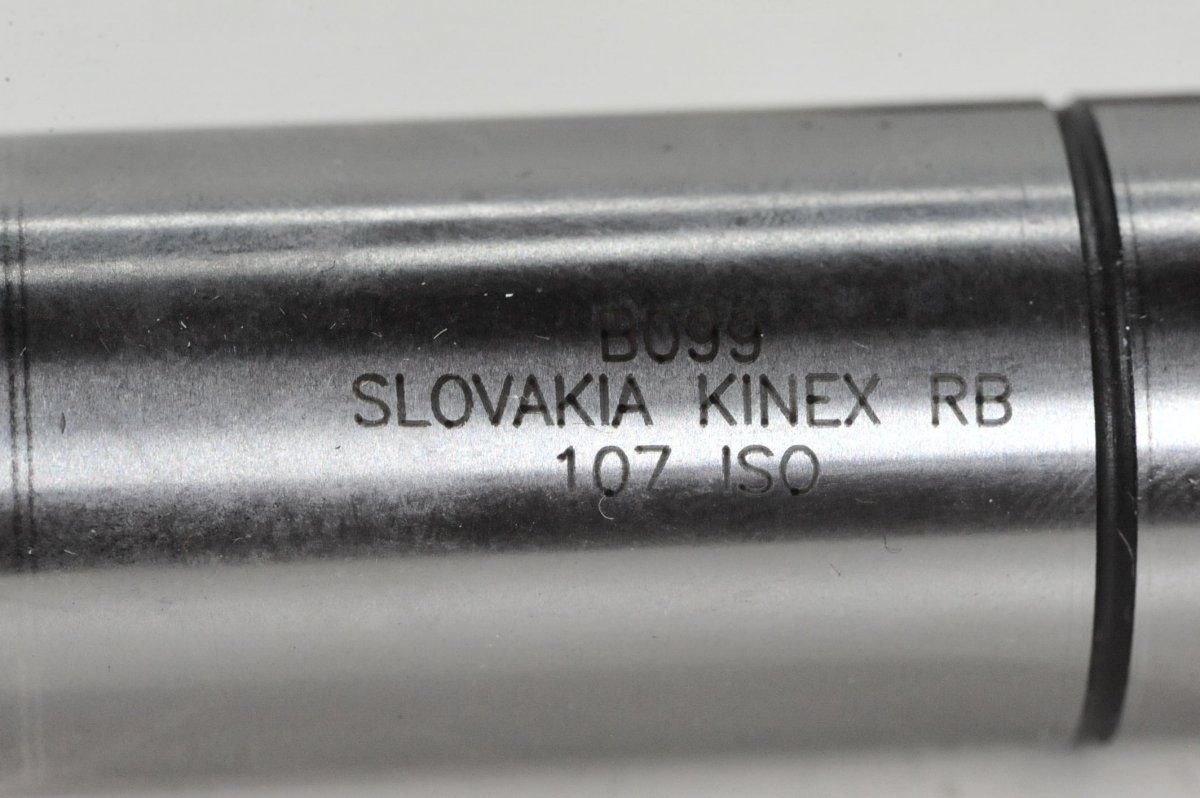 B099
SLOVAKIA KINEX RB
107 ISO